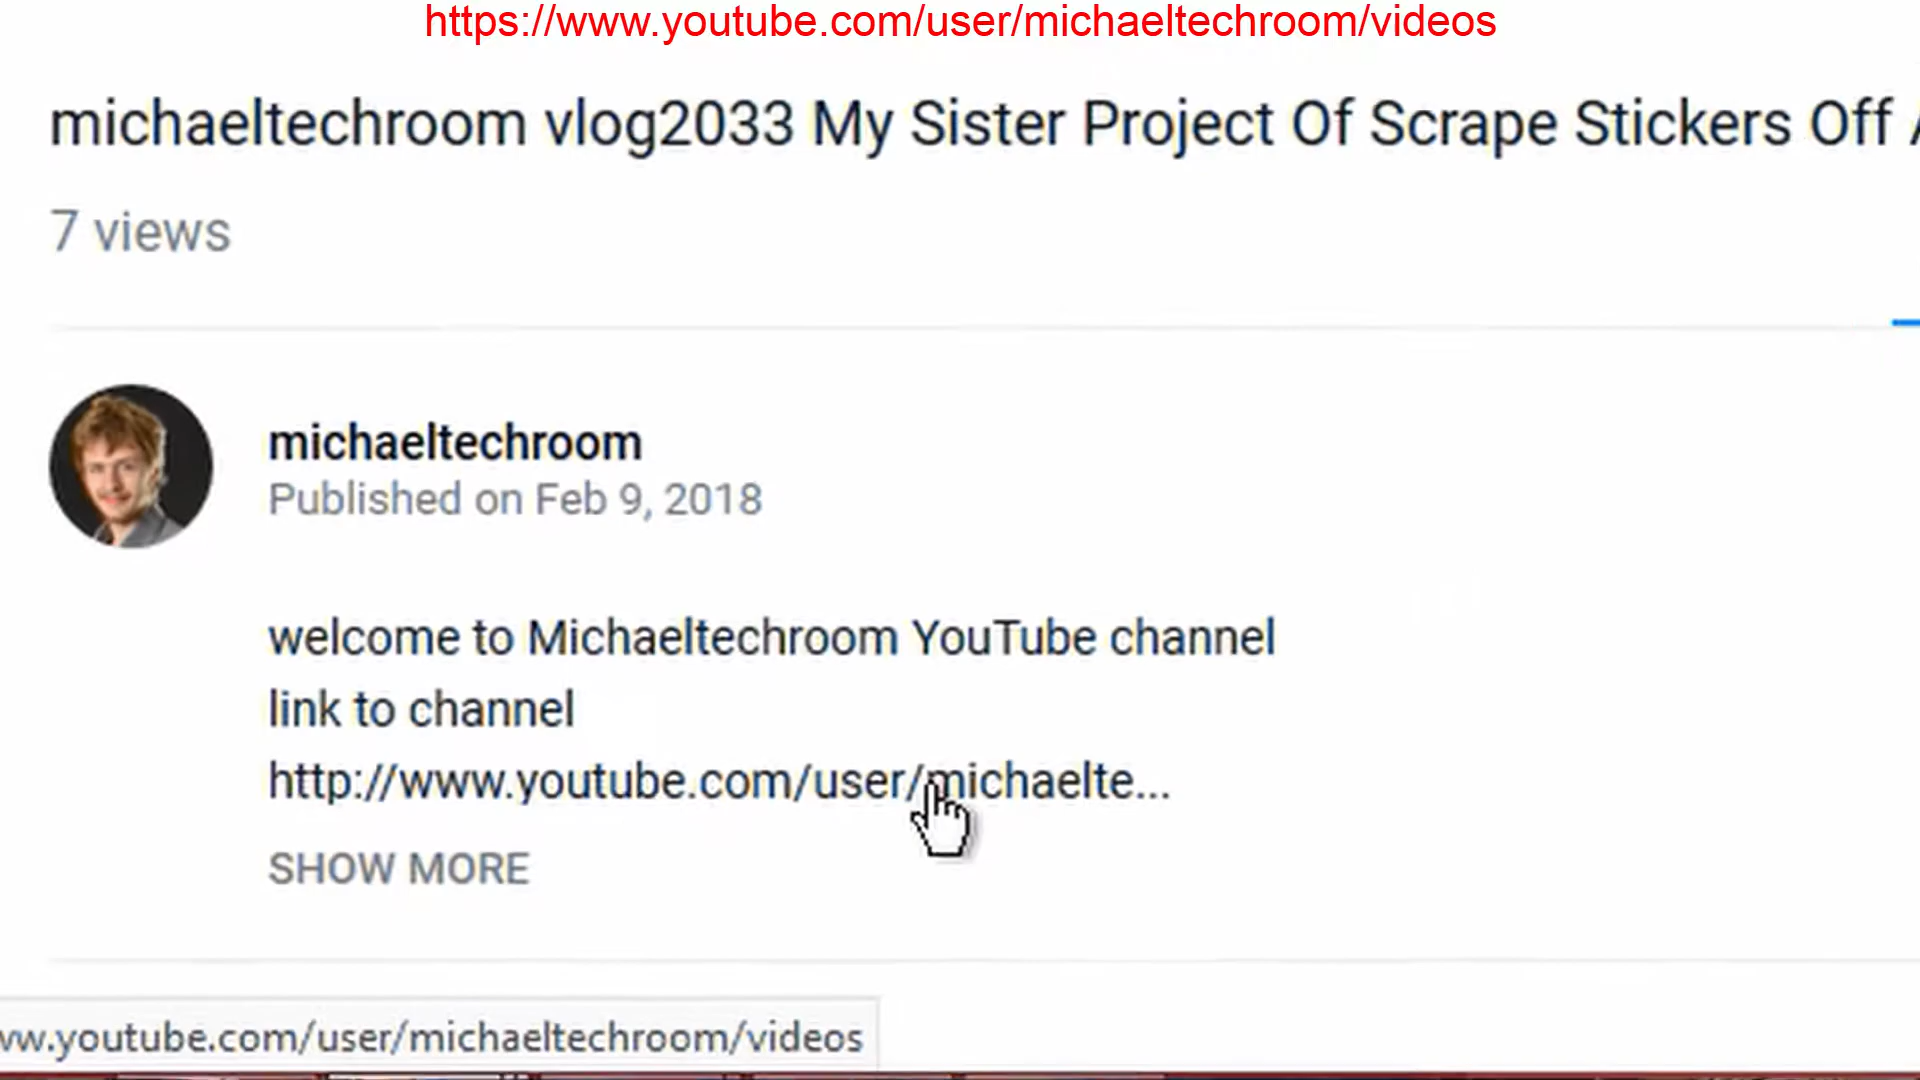 https://www.youtube.com/user/michaeltechroom/videos
michaeltechroom vlog2033 My Sister Project Of Scrape Stickers Off
7 views
michaeltechroom
Published on Feb 9, 2018
welcome to Michaeltechroom YouTube channel
link to channel
http://www.youtube.com/user/michaelte...
SHOW MORE
ww.youtube.com/user/michaeltechroom/videos